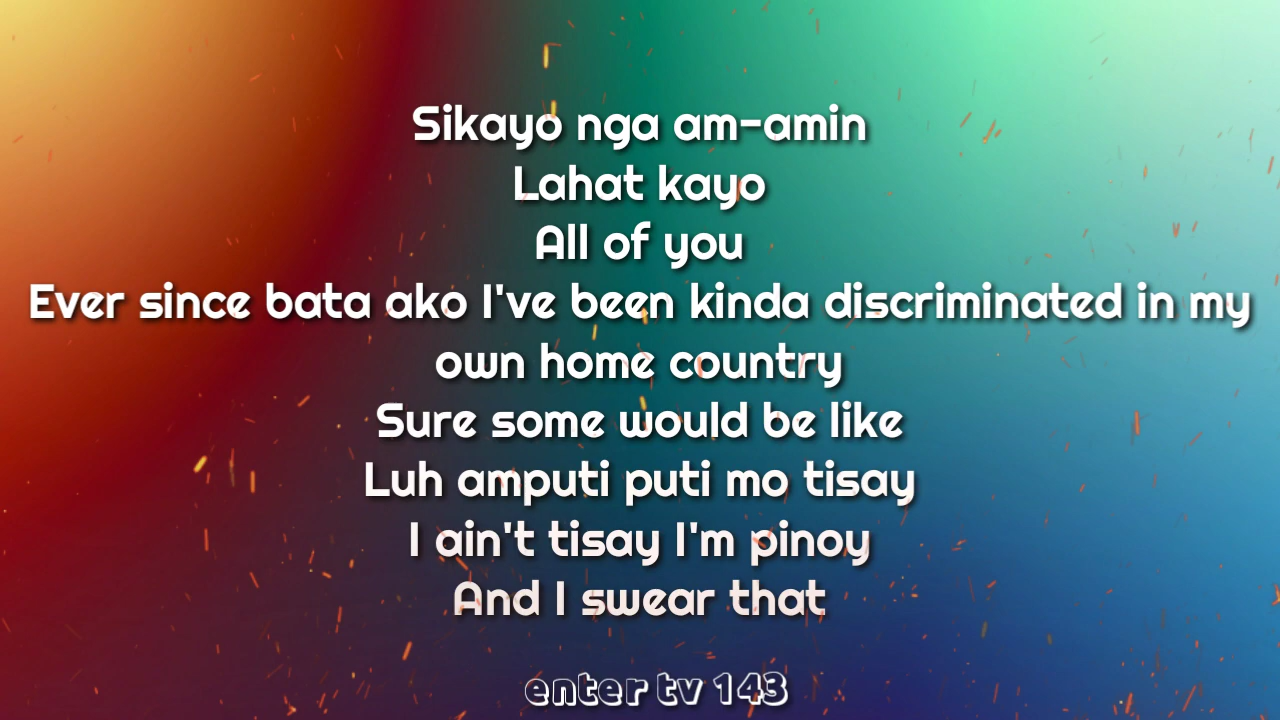 Sikayo nga am-amin
Lahat kayo
All of you
Ever since bata ako I've been kinda discriminated in my
own home country
Sure some would be like
Luh amputi puti mo tisay
I ain't tisay I'm pinoy
And I swear that
enter tv 143